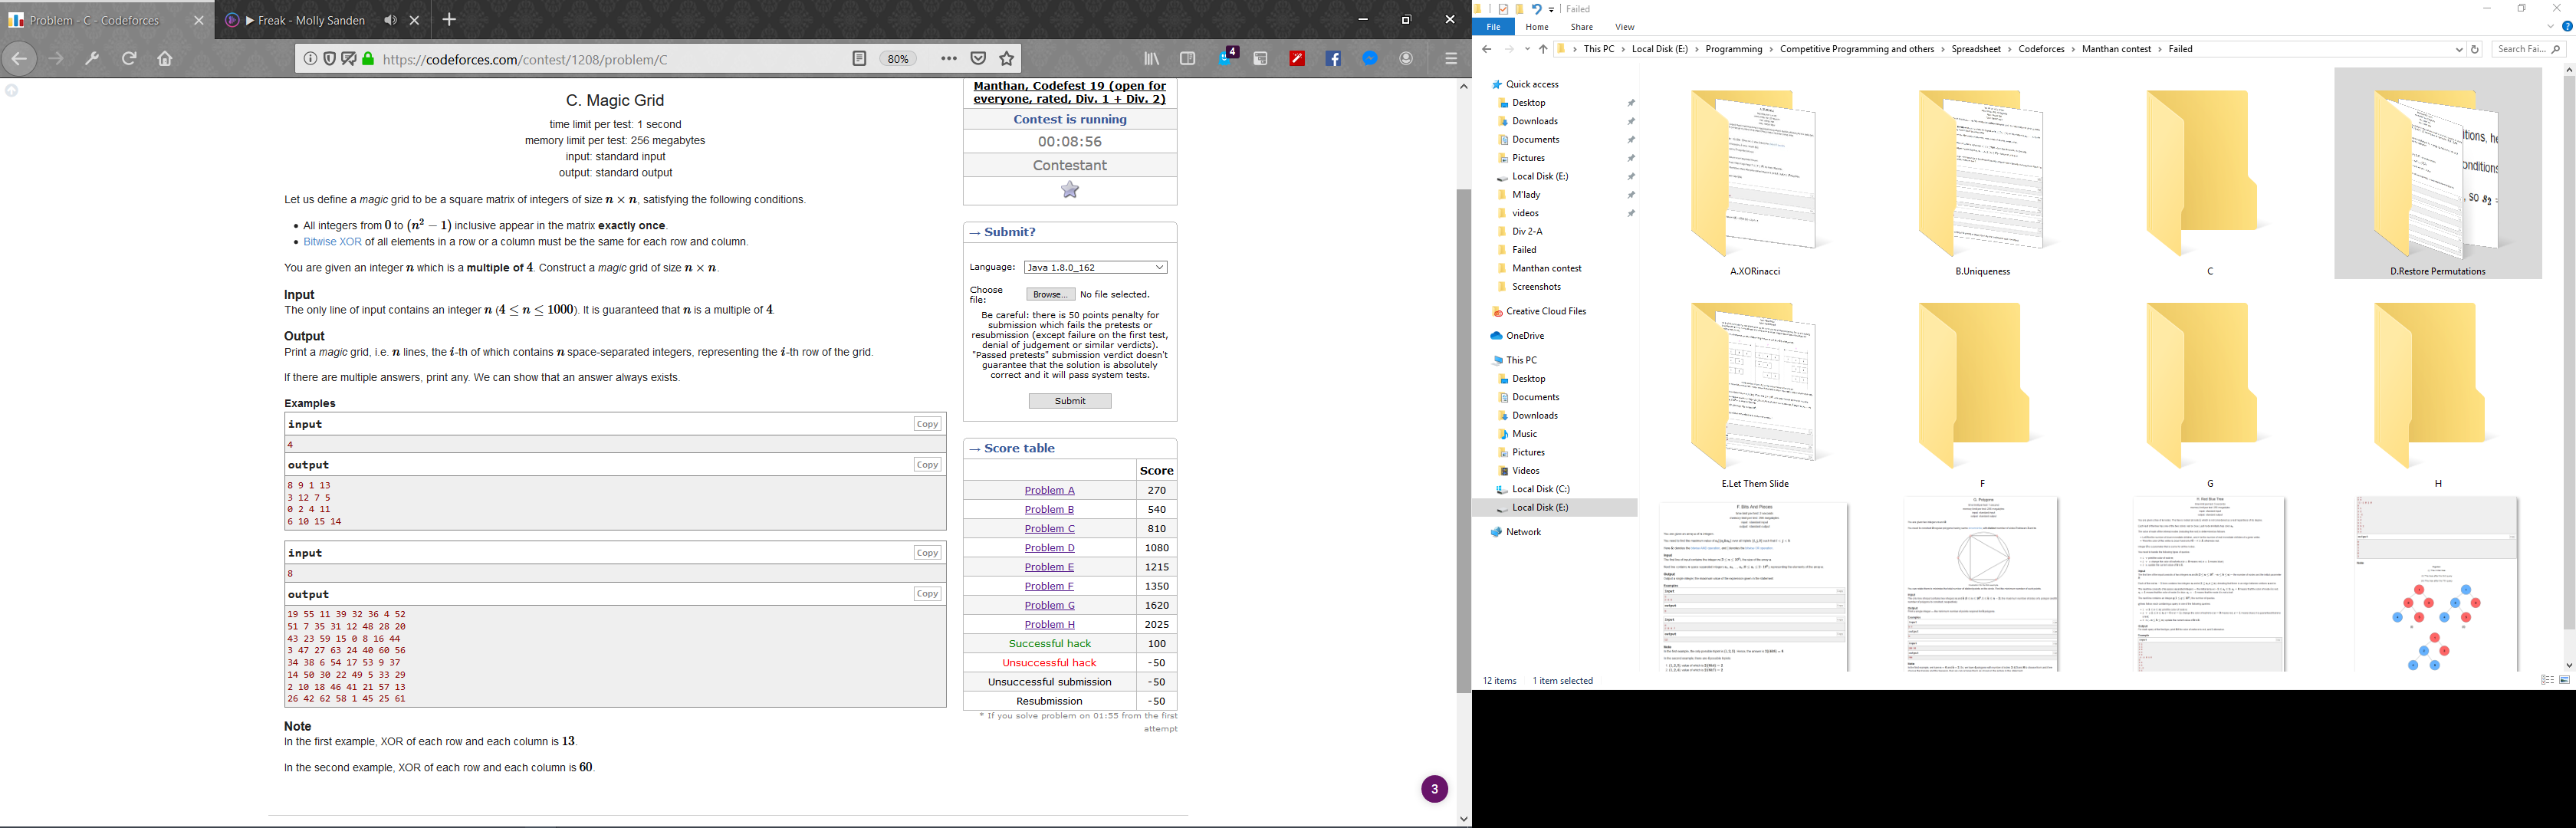 Problem - C - Codeforces
Freak - Molly Sanden
https://codeforces.com/contest/1208/problem/C
80%
4
C. Magic Grid
time limit per test: 1 second
memory limit per test: 256 megabytes
input: standard input
output: standard output
Let us define a magic grid to be a square matrix of integers of size n × n, satisfying the following conditions.
• All integers from 0 to (n² − 1) inclusive appear in the matrix exactly once.
• Bitwise XOR of all elements in a row or a column must be the same for each row and column.
You are given an integer n which is a multiple of 4. Construct a magic grid of size n × n.
Input
The only line of input contains an integer n (4 ≤ n ≤ 1000). It is guaranteed that n is a multiple of 4.
Output
Print a magic grid, i.e. n lines, the i-th of which contains n space-separated integers, representing the i-th row of the grid.
If there are multiple answers, print any. We can show that an answer always exists.
Examples
input
Copy
4
output
Copy
8 9 1 13
3 12 7 5
0 2 4 11
6 10 15 14
input
Copy
8
output
Copy
19 55 11 39 32 36 4 52
51 7 35 31 12 48 28 20
43 23 59 15 0 8 16 44
3 47 27 63 24 40 60 56
34 38 6 54 17 53 9 37
14 50 30 22 49 5 33 29
2 10 18 46 41 21 57 13
26 42 62 58 1 45 25 61
Note
In the first example, XOR of each row and each column is 13.
In the second example, XOR of each row and each column is 60.
Manthan, Codefest 19 (open for
everyone, rated, Div. 1 + Div. 2)
Contest is running
00:08:56
Contestant
→ Submit?
Language: Java 1.8.0_162
Choose
file: Browse... No file selected.
Be careful: there is 50 points penalty for
submission which fails the pretests or
resubmission (except failure on the first test,
denial of judgement or similar verdicts).
"Passed pretests" submission verdict doesn't
guarantee that the solution is absolutely
correct and it will pass system tests.
Submit
→ Score table
Score
Problem A 270
Problem B 540
Problem C 810
Problem D 1080
Problem E 1215
Problem F 1350
Problem G 1620
Problem H 2025
Successful hack 100
Unsuccessful hack -50
Unsuccessful submission -50
Resubmission -50
* If you solve problem on 01:55 from the first
attempt
3
Failed
File Home Share View
This PC › Local Disk (E:) › Programming › Competitive Programming and others › Spreadsheet › Codeforces › Manthan contest › Failed
Search Fai...
Quick access
Desktop
Downloads
Documents
Pictures
Local Disk (E:)
M'lady
videos
Div 2-A
Failed
Manthan contest
Screenshots
Creative Cloud Files
OneDrive
This PC
Desktop
Documents
Downloads
Music
Pictures
Videos
Local Disk (C:)
Local Disk (E:)
Network
A.XORinacci
B.Uniqueness
C
D.Restore Permutations
E.Let Them Slide
F
G
H
12 items 1 item selected